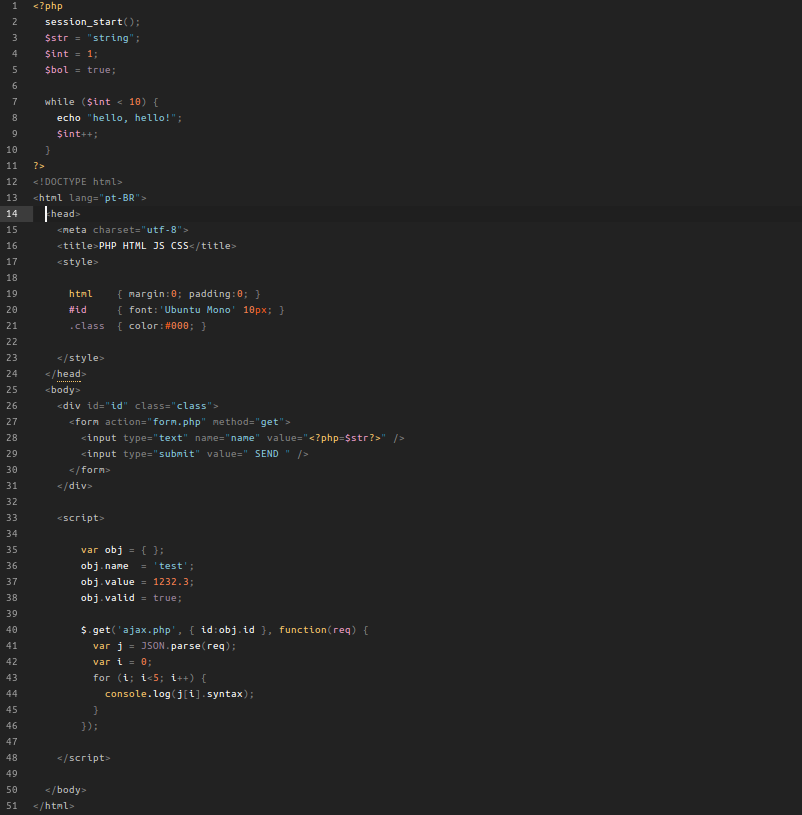 1 <?php
2   session_start();
3   $str = "string";
4   $int = 1;
5   $bol = true;
6
7   while ($int < 10) {
8     echo "hello, hello!";
9     $int++;
10   }
11 ?>
12 <!DOCTYPE html>
13 <html lang="pt-BR">
14   <head>
15     <meta charset="utf-8">
16     <title>PHP HTML JS CSS</title>
17     <style>
18
19       html    { margin:0; padding:0; }
20       #id     { font:'Ubuntu Mono' 10px; }
21       .class  { color:#000; }
22
23     </style>
24   </head>
25   <body>
26     <div id="id" class="class">
27       <form action="form.php" method="get">
28         <input type="text" name="name" value="<?php=$str?>" />
29         <input type="submit" value=" SEND " />
30       </form>
31     </div>
32
33     <script>
34
35         var obj = { };
36         obj.name  = 'test';
37         obj.value = 1232.3;
38         obj.valid = true;
39
40         $.get('ajax.php', { id:obj.id }, function(req) {
41           var j = JSON.parse(req);
42           var i = 0;
43           for (i; i<5; i++) {
44             console.log(j[i].syntax);
45           }
46         });
47
48     </script>
49
50   </body>
51 </html>